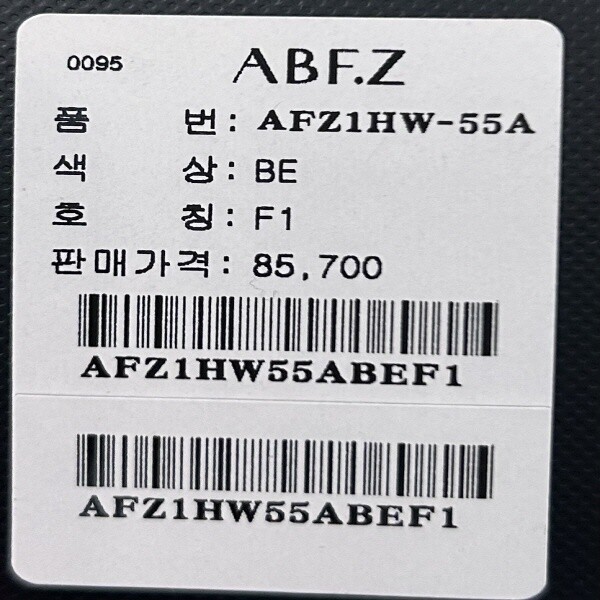 0095 ABF.Z
품 번: AFZ1HW-55A
색 상: BE
호 칭: F1
판매가격: 85,700
AFZ1HW55ABEF1
AFZ1HW55ABEF1